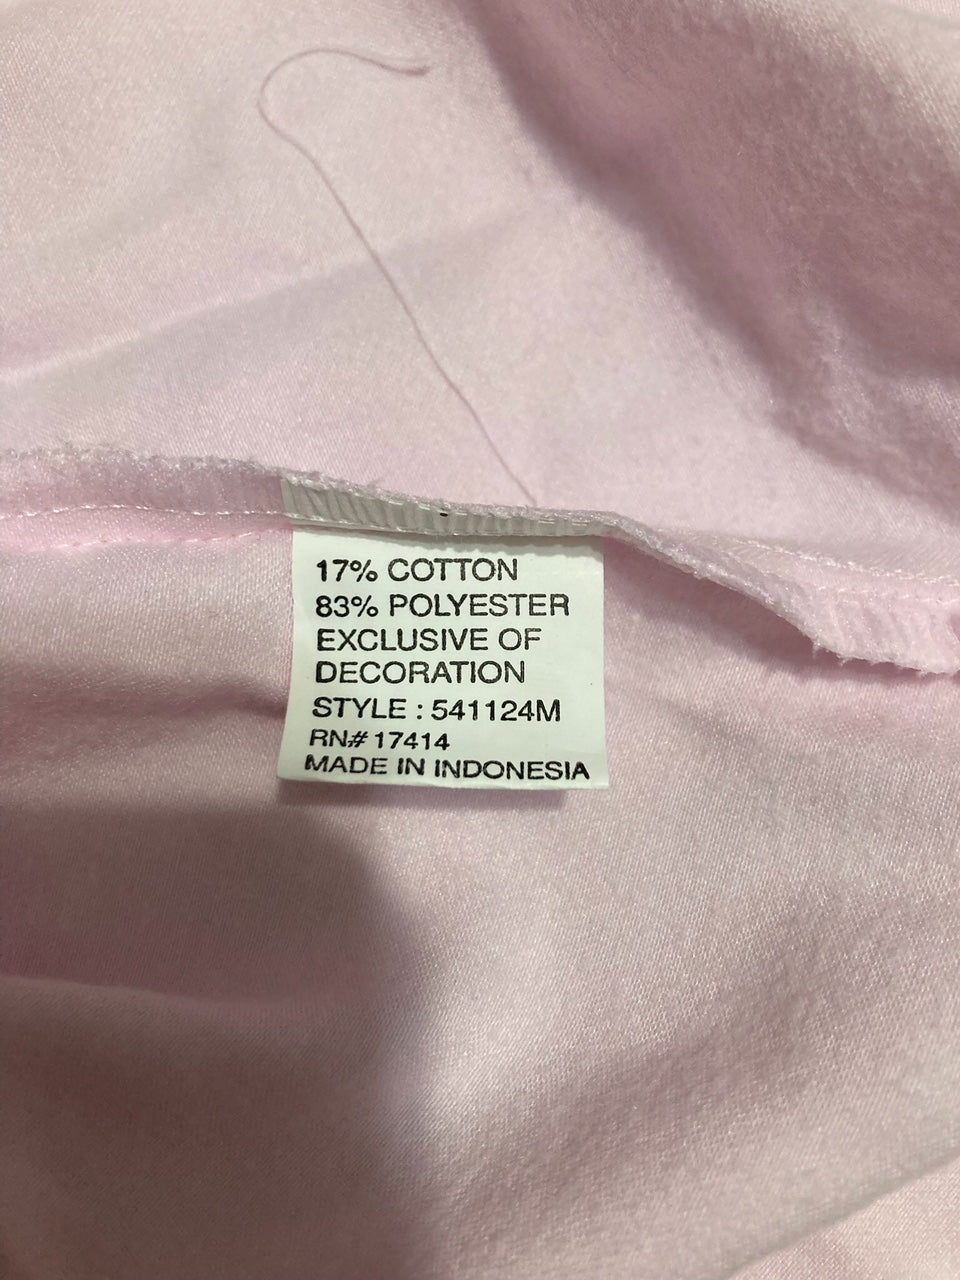 17% COTTON
83% POLYESTER
EXCLUSIVE OF
DECORATION
STYLE : 541124M
RN# 17414
MADE IN INDONESIA